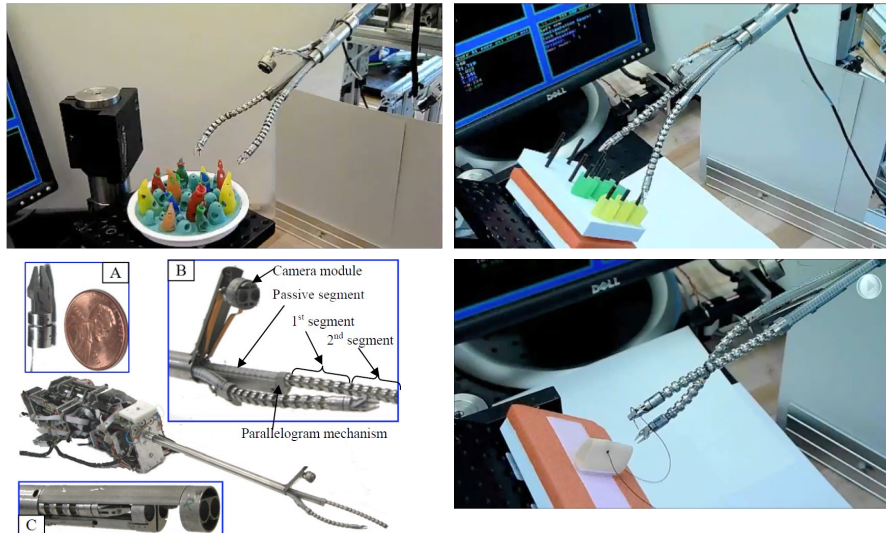 DELL
A
B
Camera module
Passive segment
1st segment
2nd segment
Parallelogram mechanism
C
DELL